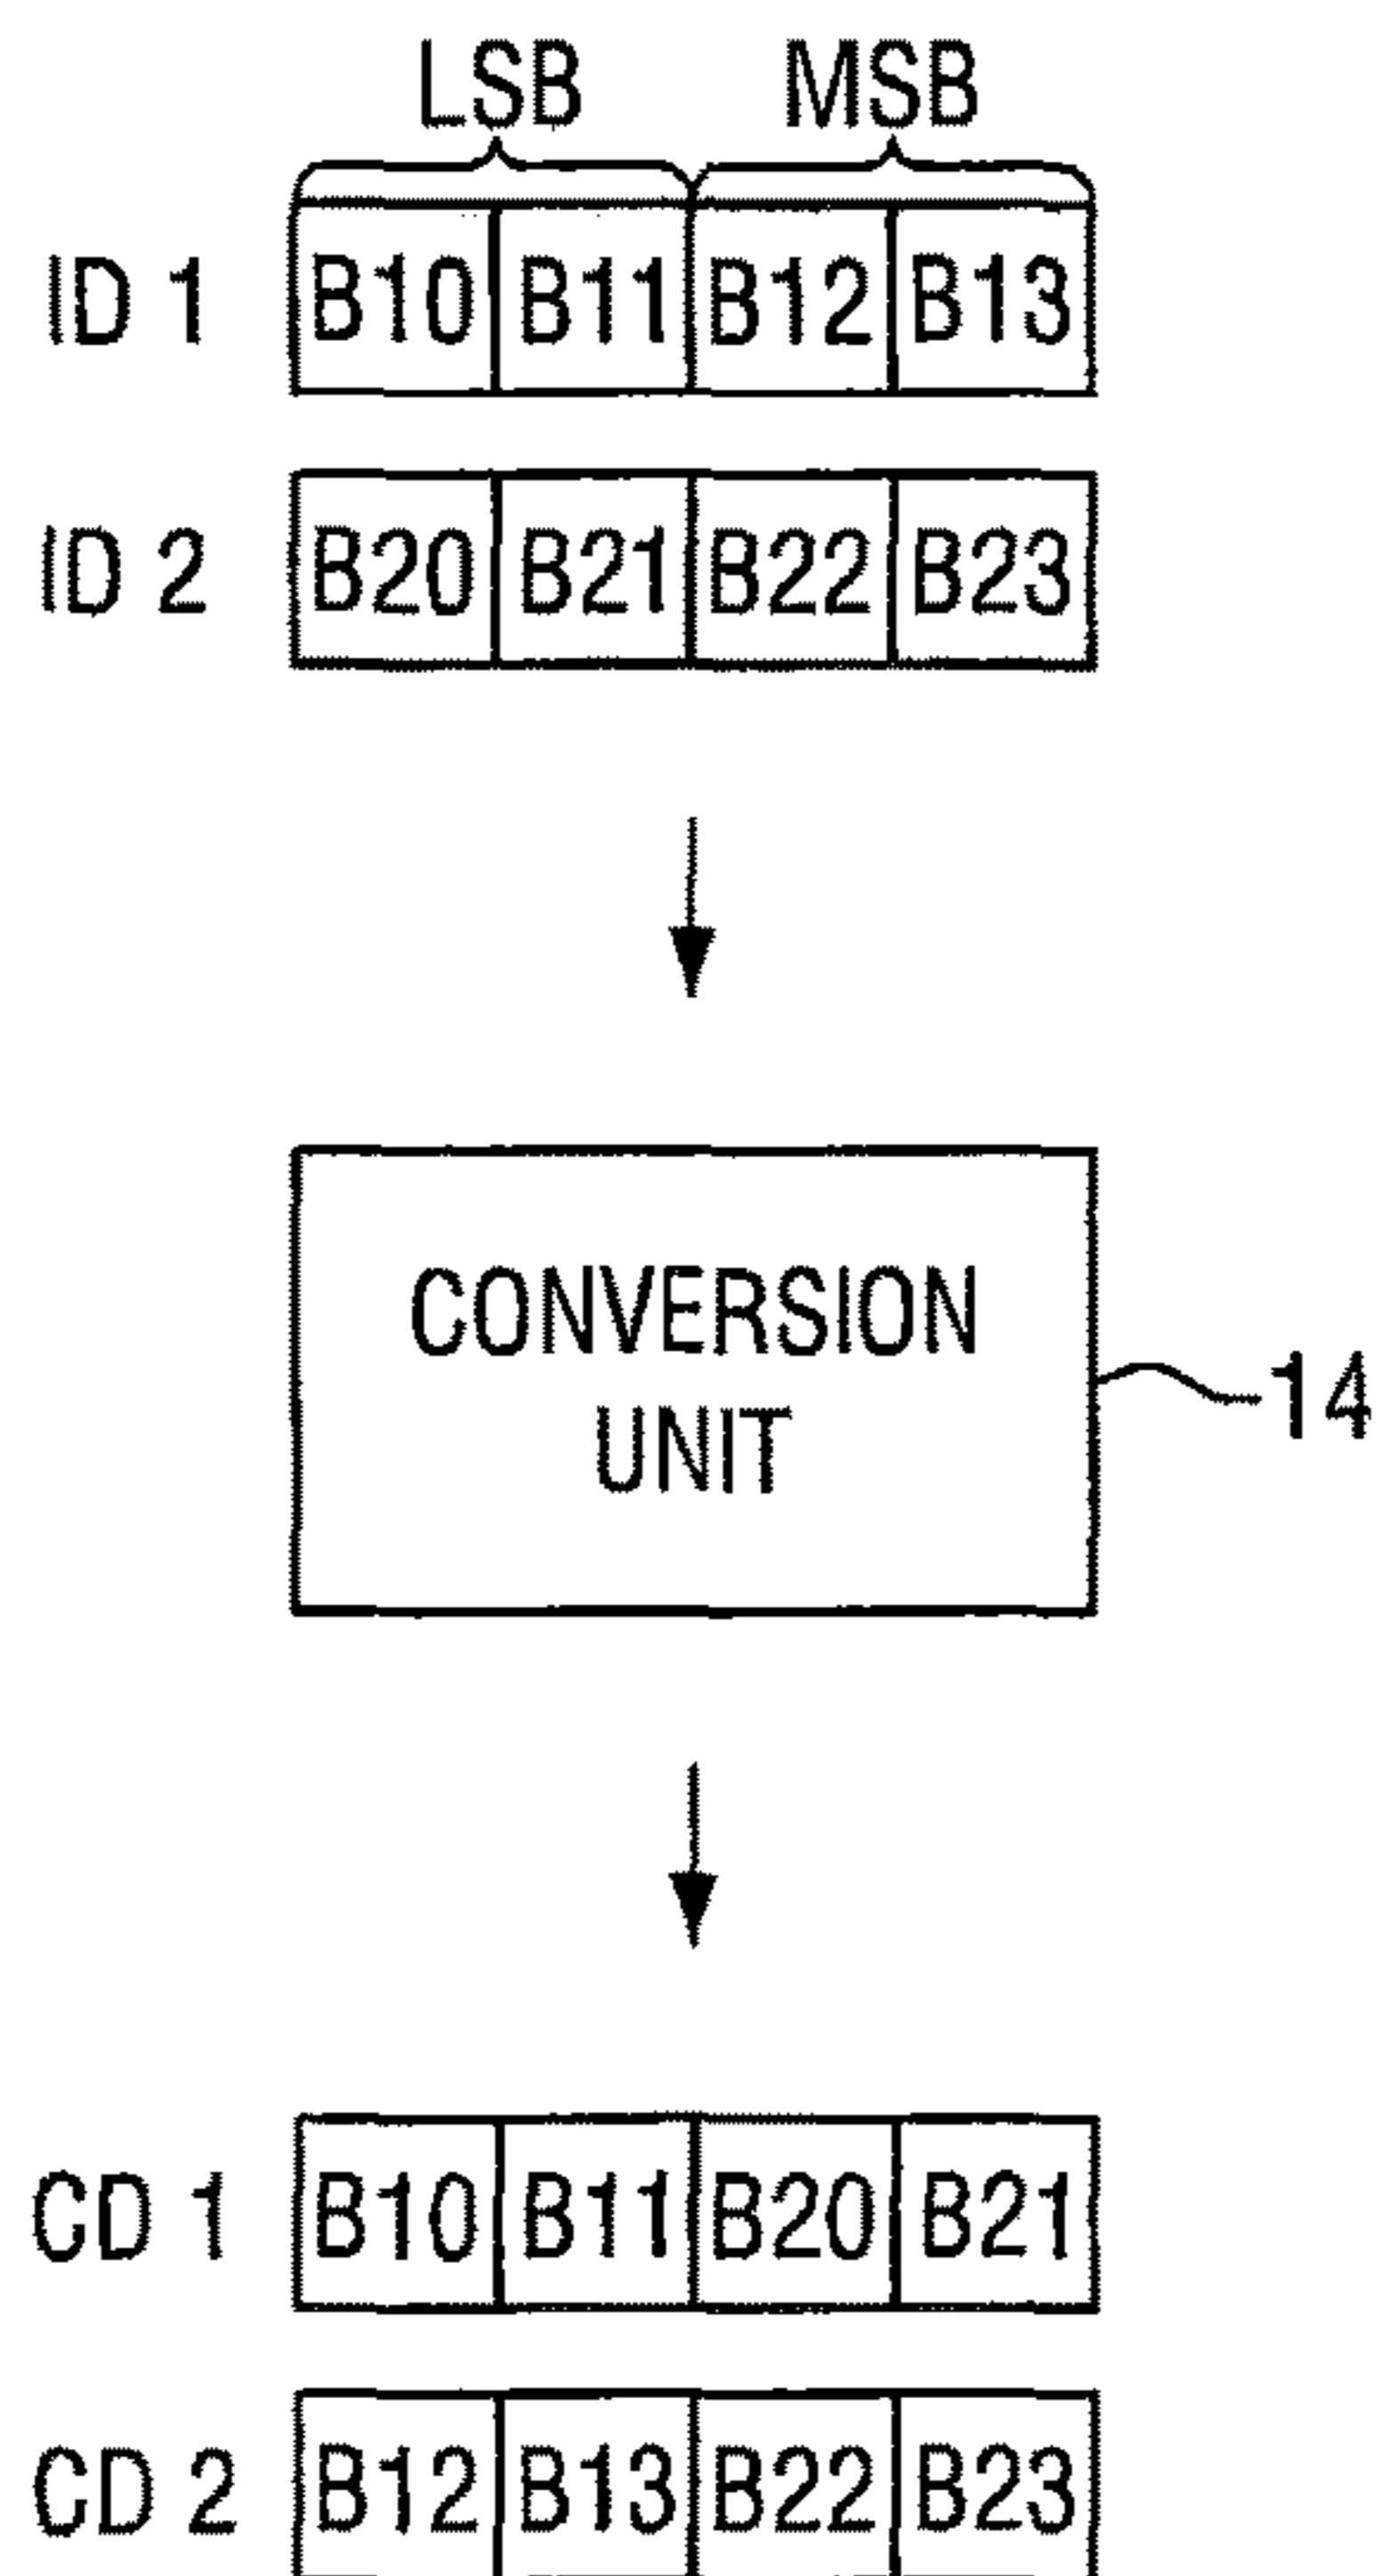 LSB MSB
ID 1 B10 B11 B12 B13
ID 2 B20 B21 B22 B23
CONVERSION
UNIT
14
CD 1 B10 B11 B20 B21
CD 2 B12 B13 B22 B23